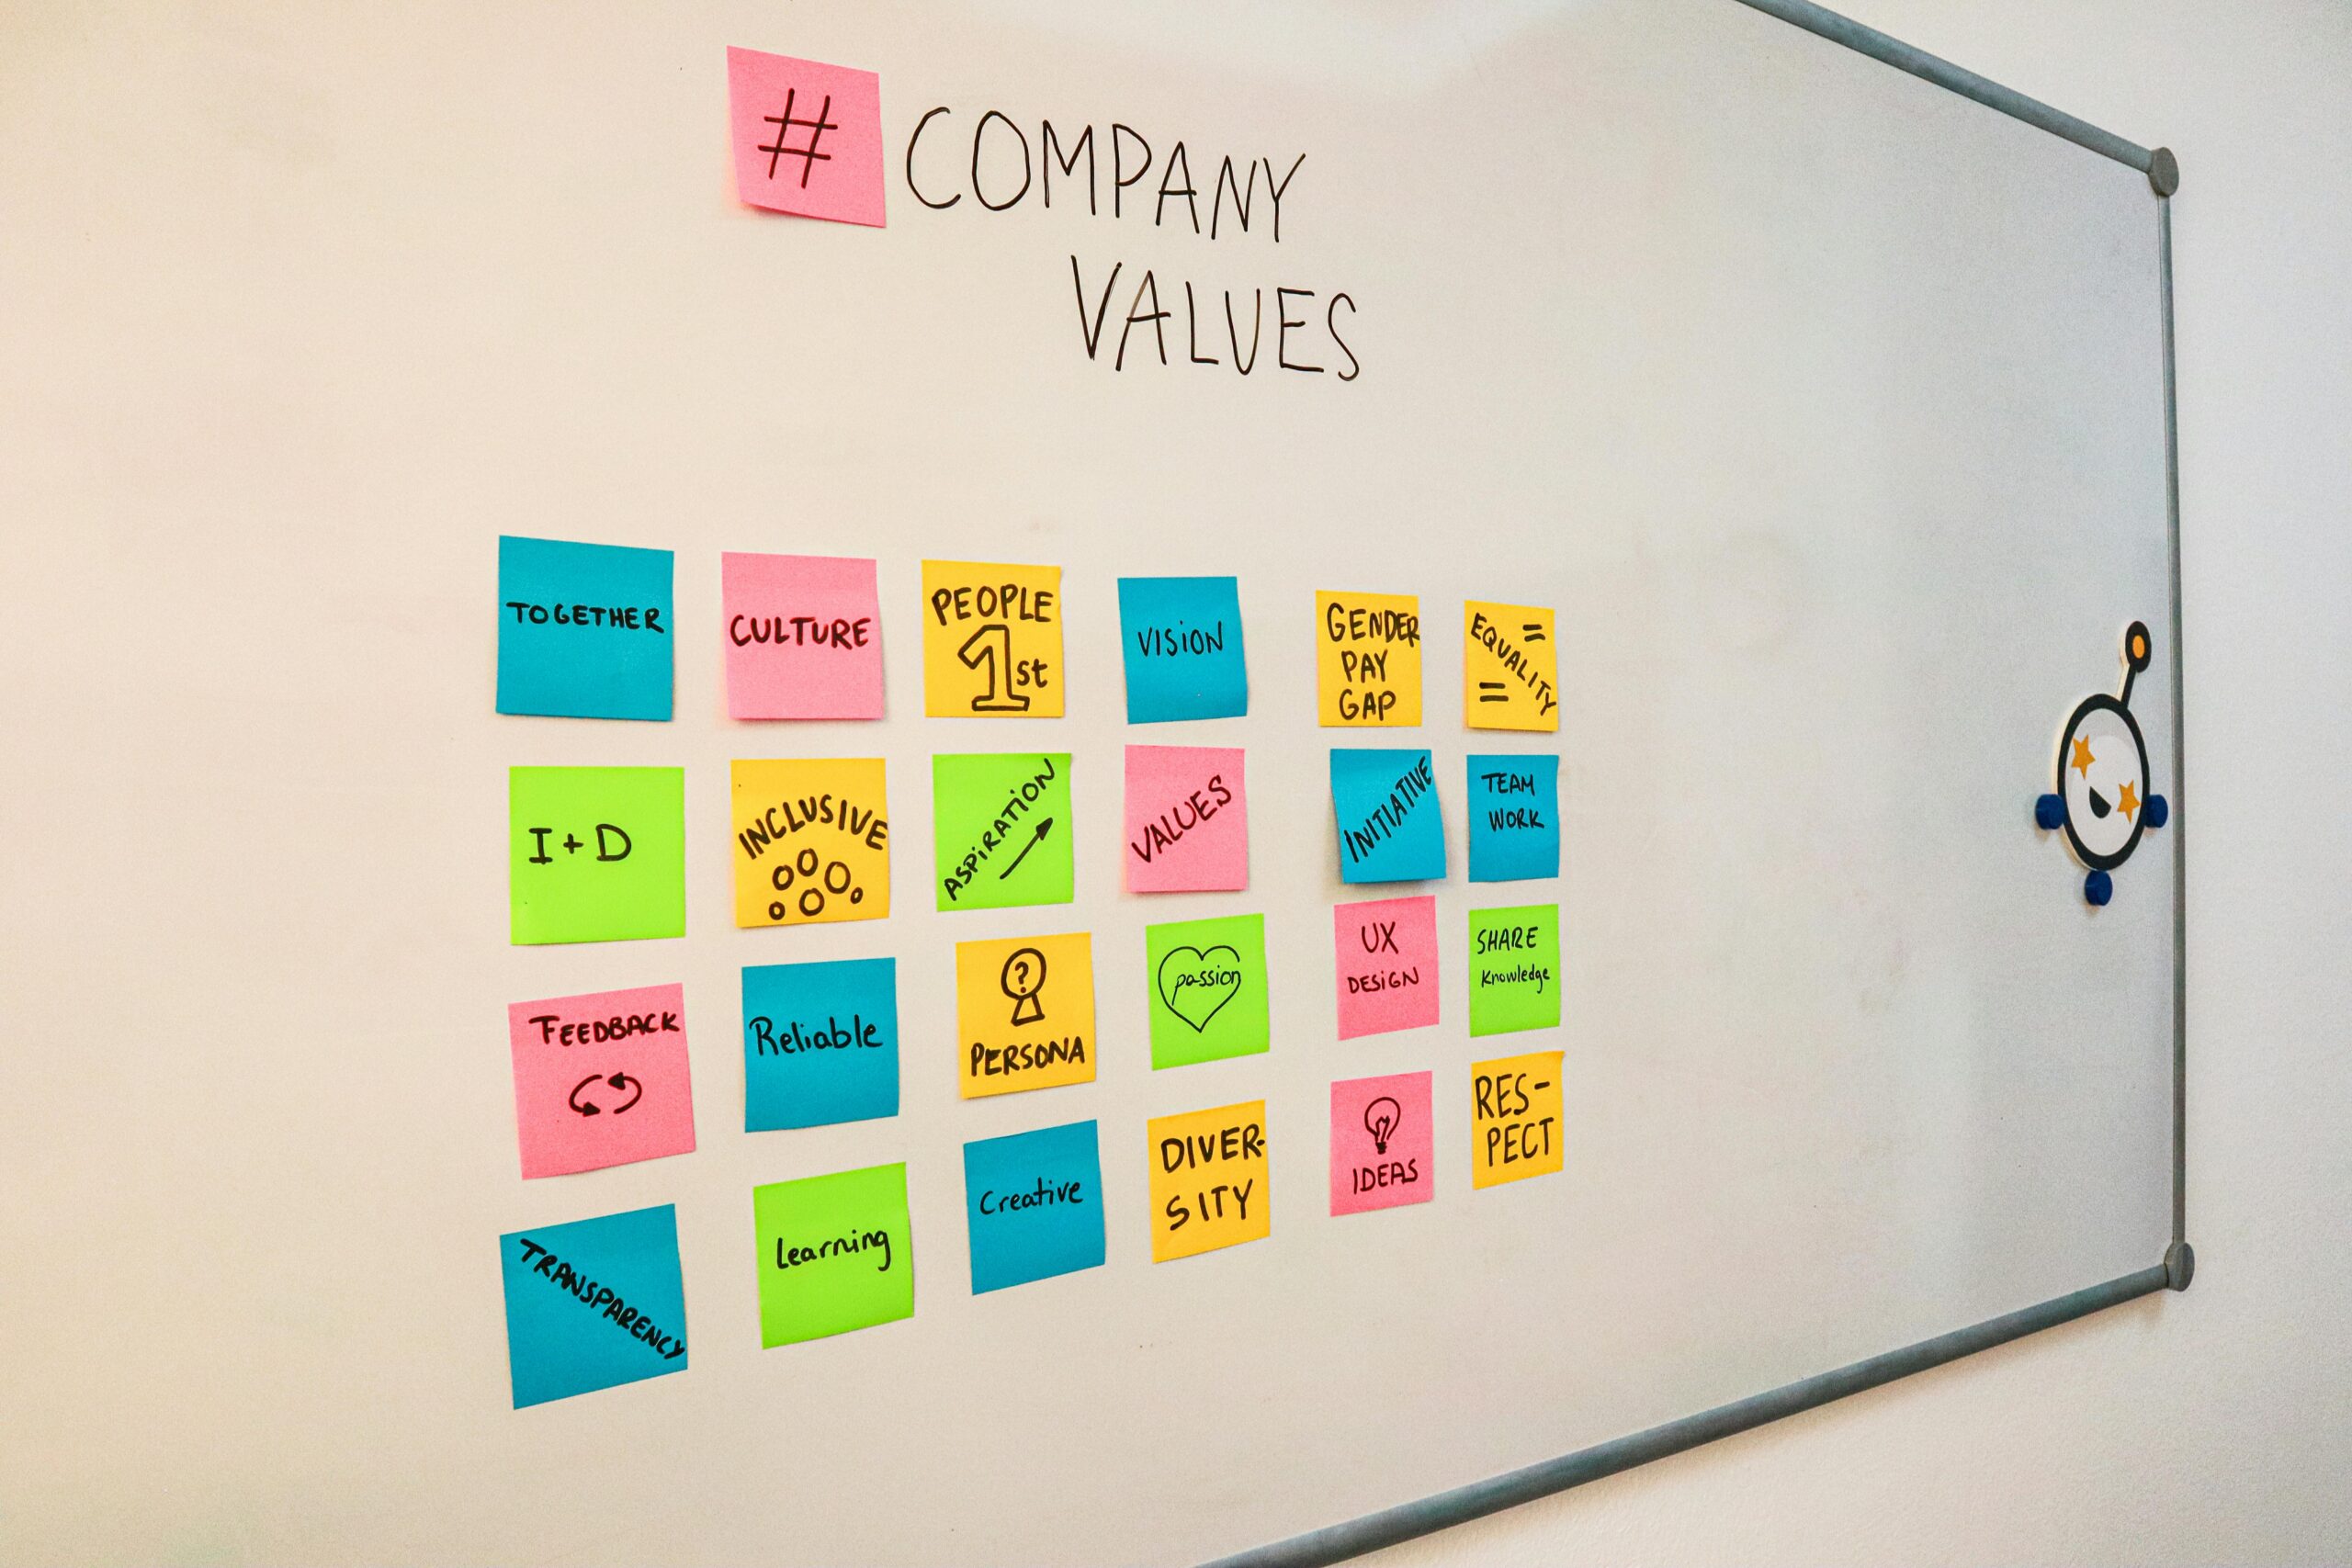 # COMPANY
VALUES
TOGETHER
CULTURE
PEOPLE
1st
VISION
GENDER
PAY
GAP
=
EQUALITY
=
I+D
INCLUSIVE
ASPIRATION
VALUES
INITIATIVE
TEAM
WORK
FEEDBACK
Reliable
?
PERSONA
passion
UX
DESIGN
SHARE
Knowledge
TRANSPARENCY
Learning
Creative
DIVER-
SITY
IDEAS
RES-
PECT